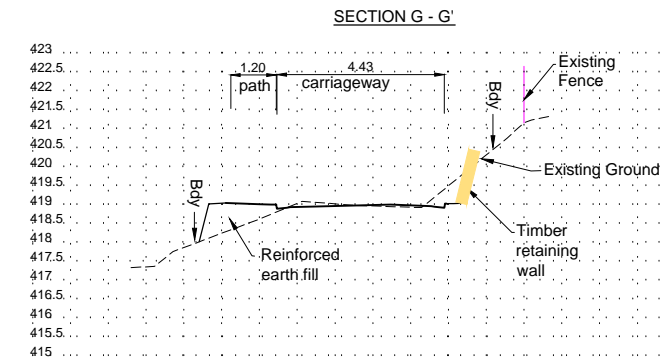 SECTION G - G'
423
422.5
422
421.5
421
420.5
420
419.5
419
418.5
418
417.5
417
416.5
416
415.5
415
1.20
path
4.43
carriageway
Bdy
Existing
Fence
Existing Ground
Bdy
Reinforced
earth fill
Timber
retaining
wall